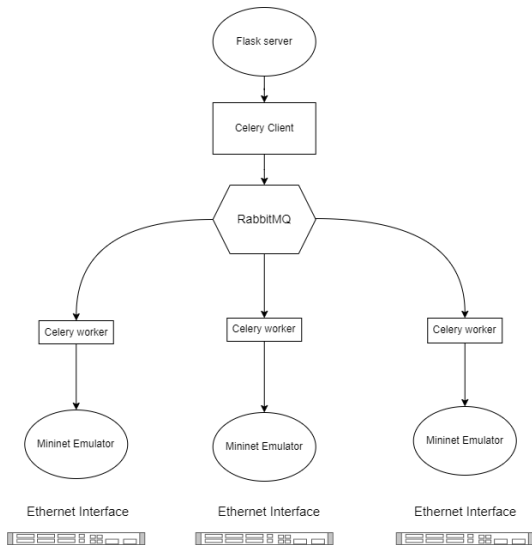 Flask server
Celery Client
RabbitMQ
Celery worker
Celery worker
Celery worker
Mininet Emulator
Mininet Emulator
Mininet Emulator
Ethernet Interface
Ethernet Interface
Ethernet Interface